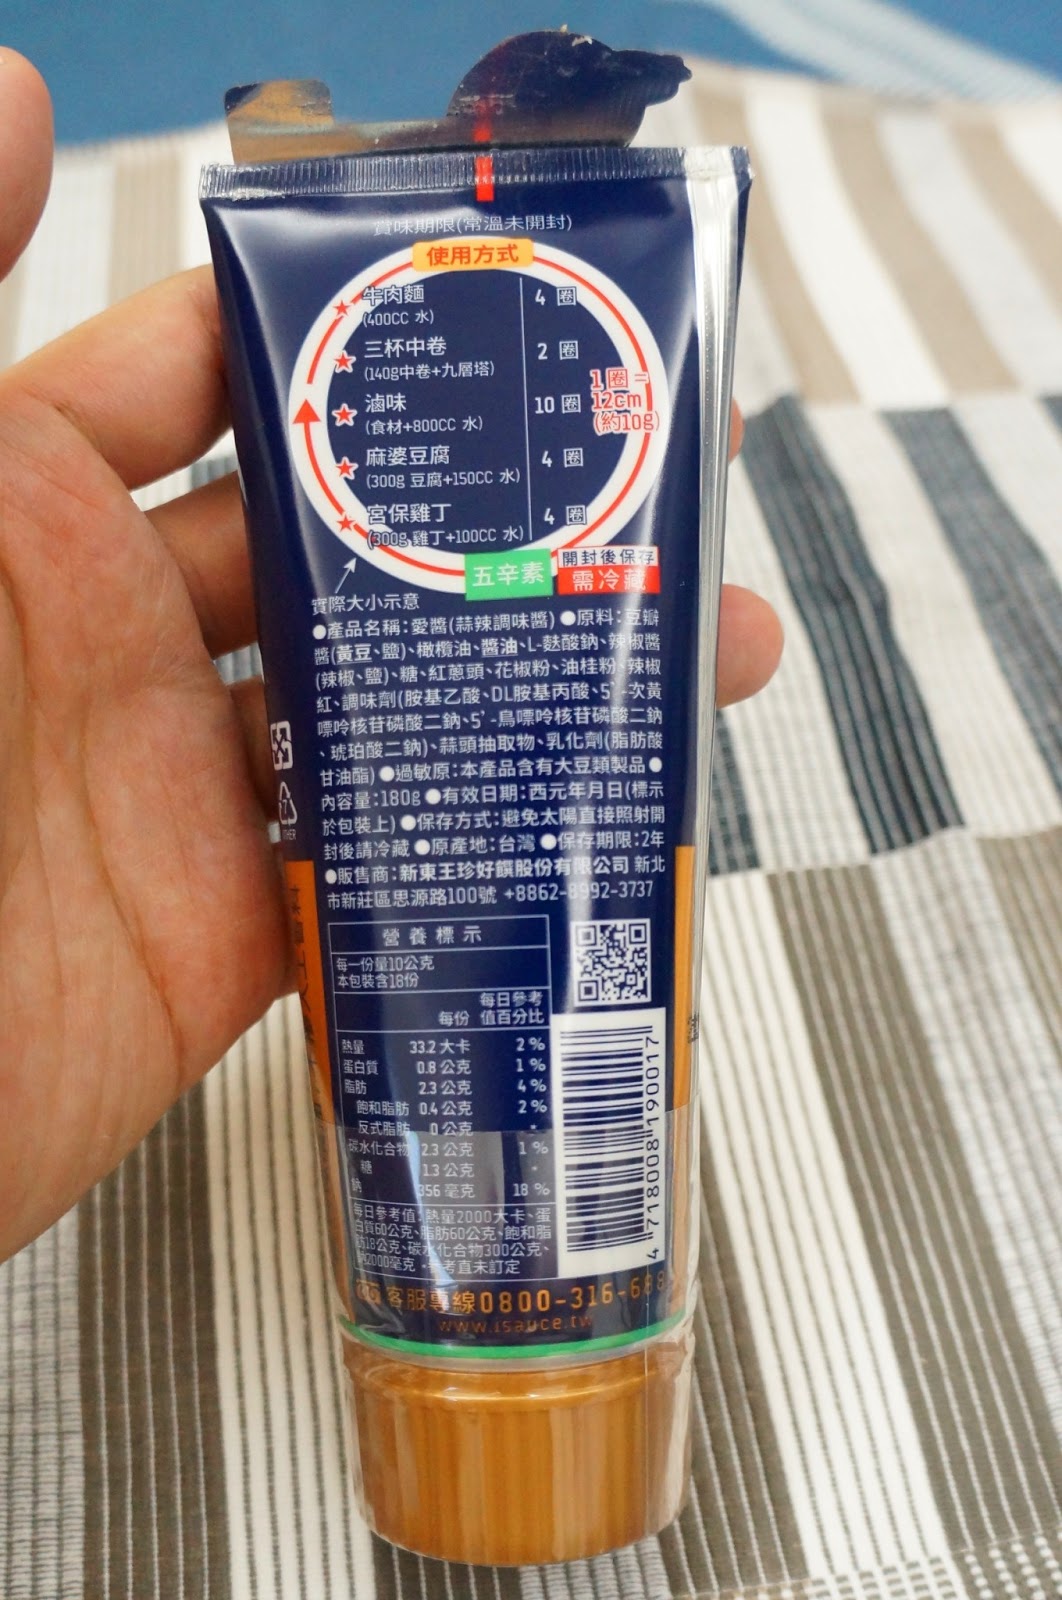 賞味期限(常溫未開封)
使用方式
牛肉麵 4 圈
(400CC 水)
三杯中卷 2 圈
(140g中卷+九層塔)
滷味 10 圈
(食材+800CC 水)
麻婆豆腐 4 圈
(300g 豆腐+150CC 水)
宮保雞丁 4 圈
(300g 雞丁+100CC 水)
1 圈 =
12cm
(約10g)
五辛素
開封後保存
需冷藏
實際大小示意
●產品名稱:愛醬(蒜辣調味醬) ●原料:豆瓣
醬(黃豆、鹽)、橄欖油、醬油、L-麩酸鈉、辣椒醬
(辣椒、鹽)、糖、紅蔥頭、花椒粉、油桂粉、辣椒
紅、調味劑(胺基乙酸、DL胺基丙酸、5'-次黃
嘌呤核苷磷酸二鈉、5'-鳥嘌呤核苷磷酸二鈉
、琥珀酸二鈉)、蒜頭抽取物、乳化劑(脂肪酸
甘油酯) ●過敏原:本產品含有大豆類製品 ●
內容量:180g ●有效日期:西元年月日(標示
於包裝上) ●保存方式:避免太陽直接照射開
封後請冷藏 ●原產地:台灣 ●保存期限:2年
●販售商:新東王珍好饌股份有限公司 新北
市新莊區思源路100號 +8862-8992-3737
7
OTHER
營養標示
每一份量10公克
本包裝含18份
每日參考
每份 值百分比
熱量 33.2 大卡 2 %
蛋白質 0.8 公克 1 %
脂肪 2.3 公克 4 %
飽和脂肪 0.4 公克 2 %
反式脂肪 0 公克 *
碳水化合物 2.3 公克 1 %
糖 1.3 公克 *
鈉 356 毫克 18 %
每日參考值:熱量2000大卡、蛋
白質60公克、脂肪60公克、飽和脂
肪18公克、碳水化合物300公克、
鈉2000毫克 *參考值未訂定
4 718008 190017
客服專線0800-316-6
www.isauce.tw